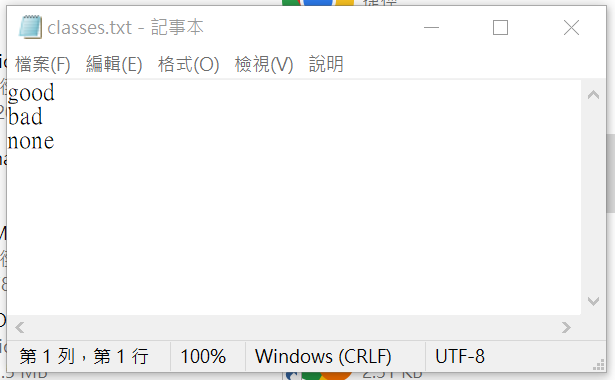 classes.txt - 記事本
檔案(F) 編輯(E) 格式(O) 檢視(V) 說明
good
bad
none
第 1 列，第 1 行 100% Windows (CRLF) UTF-8